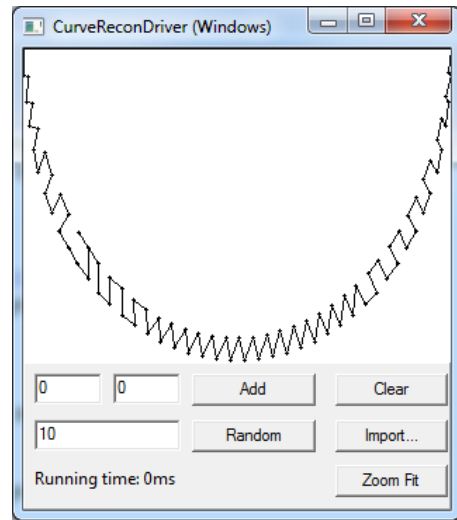 CurveReconDriver (Windows)
0 0 Add Clear
10 Random Import...
Running time: 0ms Zoom Fit